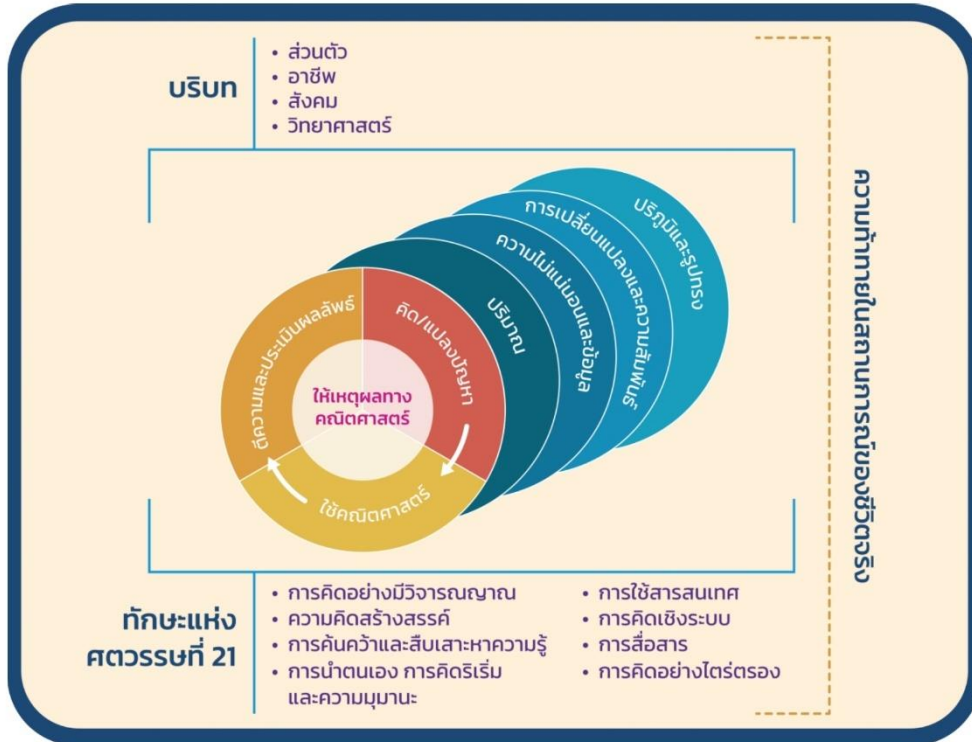 บริบท
• ส่วนตัว
• อาชีพ
• สังคม
• วิทยาศาสตร์
ปริภูมิและรูปทรง
การเปลี่ยนแปลงและความสัมพันธ์
ความไม่แน่นอนและข้อมูล
ปริมาณ
คิด/แปลงปัญหา
ตีความและประเมินผลลัพธ์
ให้เหตุผลทาง
คณิตศาสตร์
ใช้คณิตศาสตร์
ความท้าทายในสถานการณ์ของชีวิตจริง
ทักษะแห่ง
ศตวรรษที่ 21
• การคิดอย่างมีวิจารณญาณ
• ความคิดสร้างสรรค์
• การค้นคว้าและสืบเสาะหาความรู้
• การนำตนเอง การคิดริเริ่ม
และความมุมานะ
• การใช้สารสนเทศ
• การคิดเชิงระบบ
• การสื่อสาร
• การคิดอย่างไตร่ตรอง